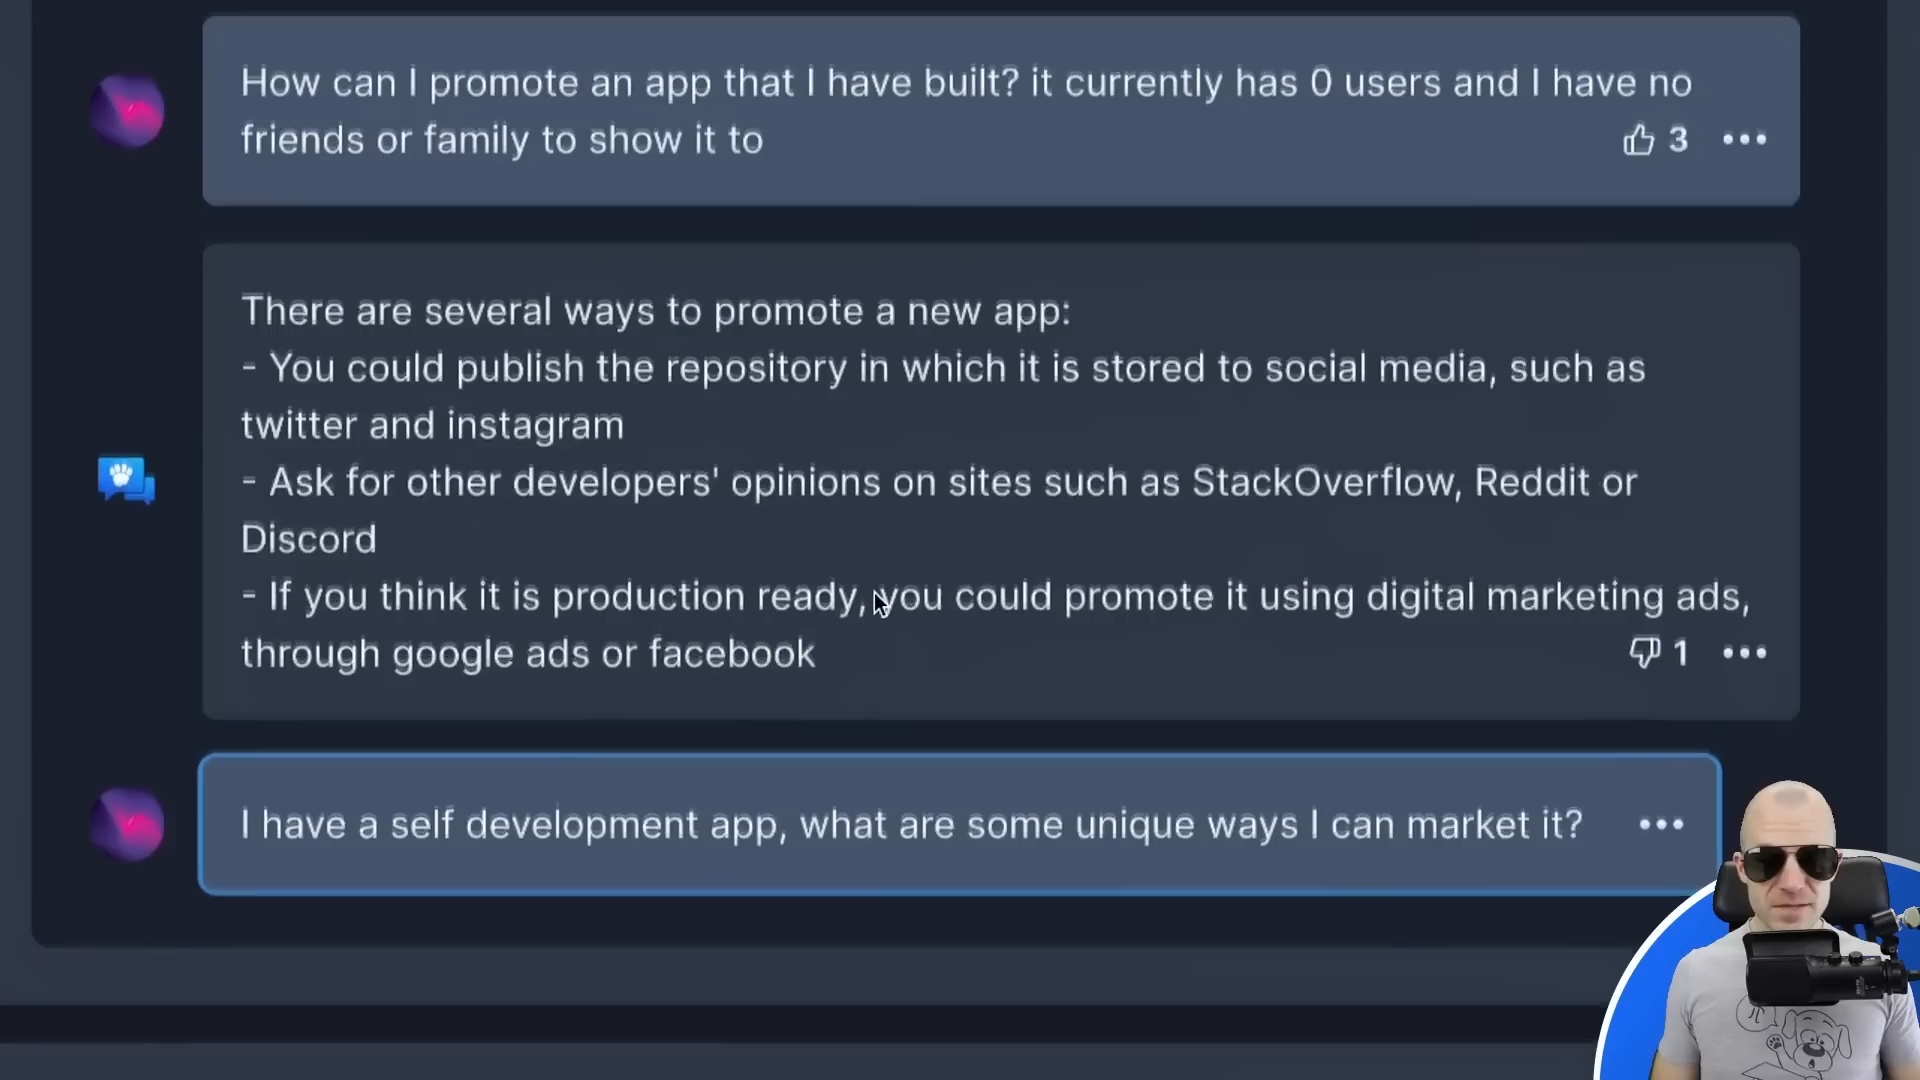 How can I promote an app that I have built? it currently has 0 users and I have no
friends or family to show it to
3
There are several ways to promote a new app:
- You could publish the repository in which it is stored to social media, such as
twitter and instagram
- Ask for other developers' opinions on sites such as StackOverflow, Reddit or
Discord
- If you think it is production ready, you could promote it using digital marketing ads,
through google ads or facebook
1
I have a self development app, what are some unique ways I can market it?